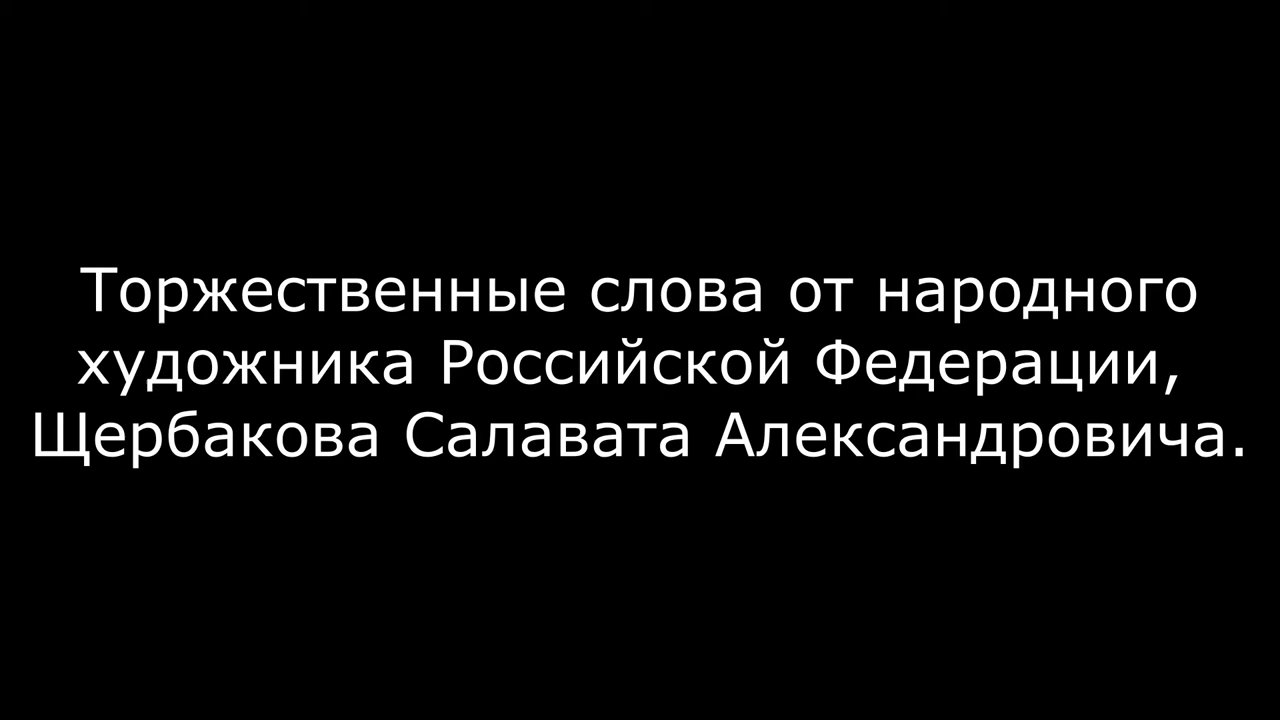 Торжественные слова от народного
художника Российской Федерации,
Щербакова Салавата Александровича.